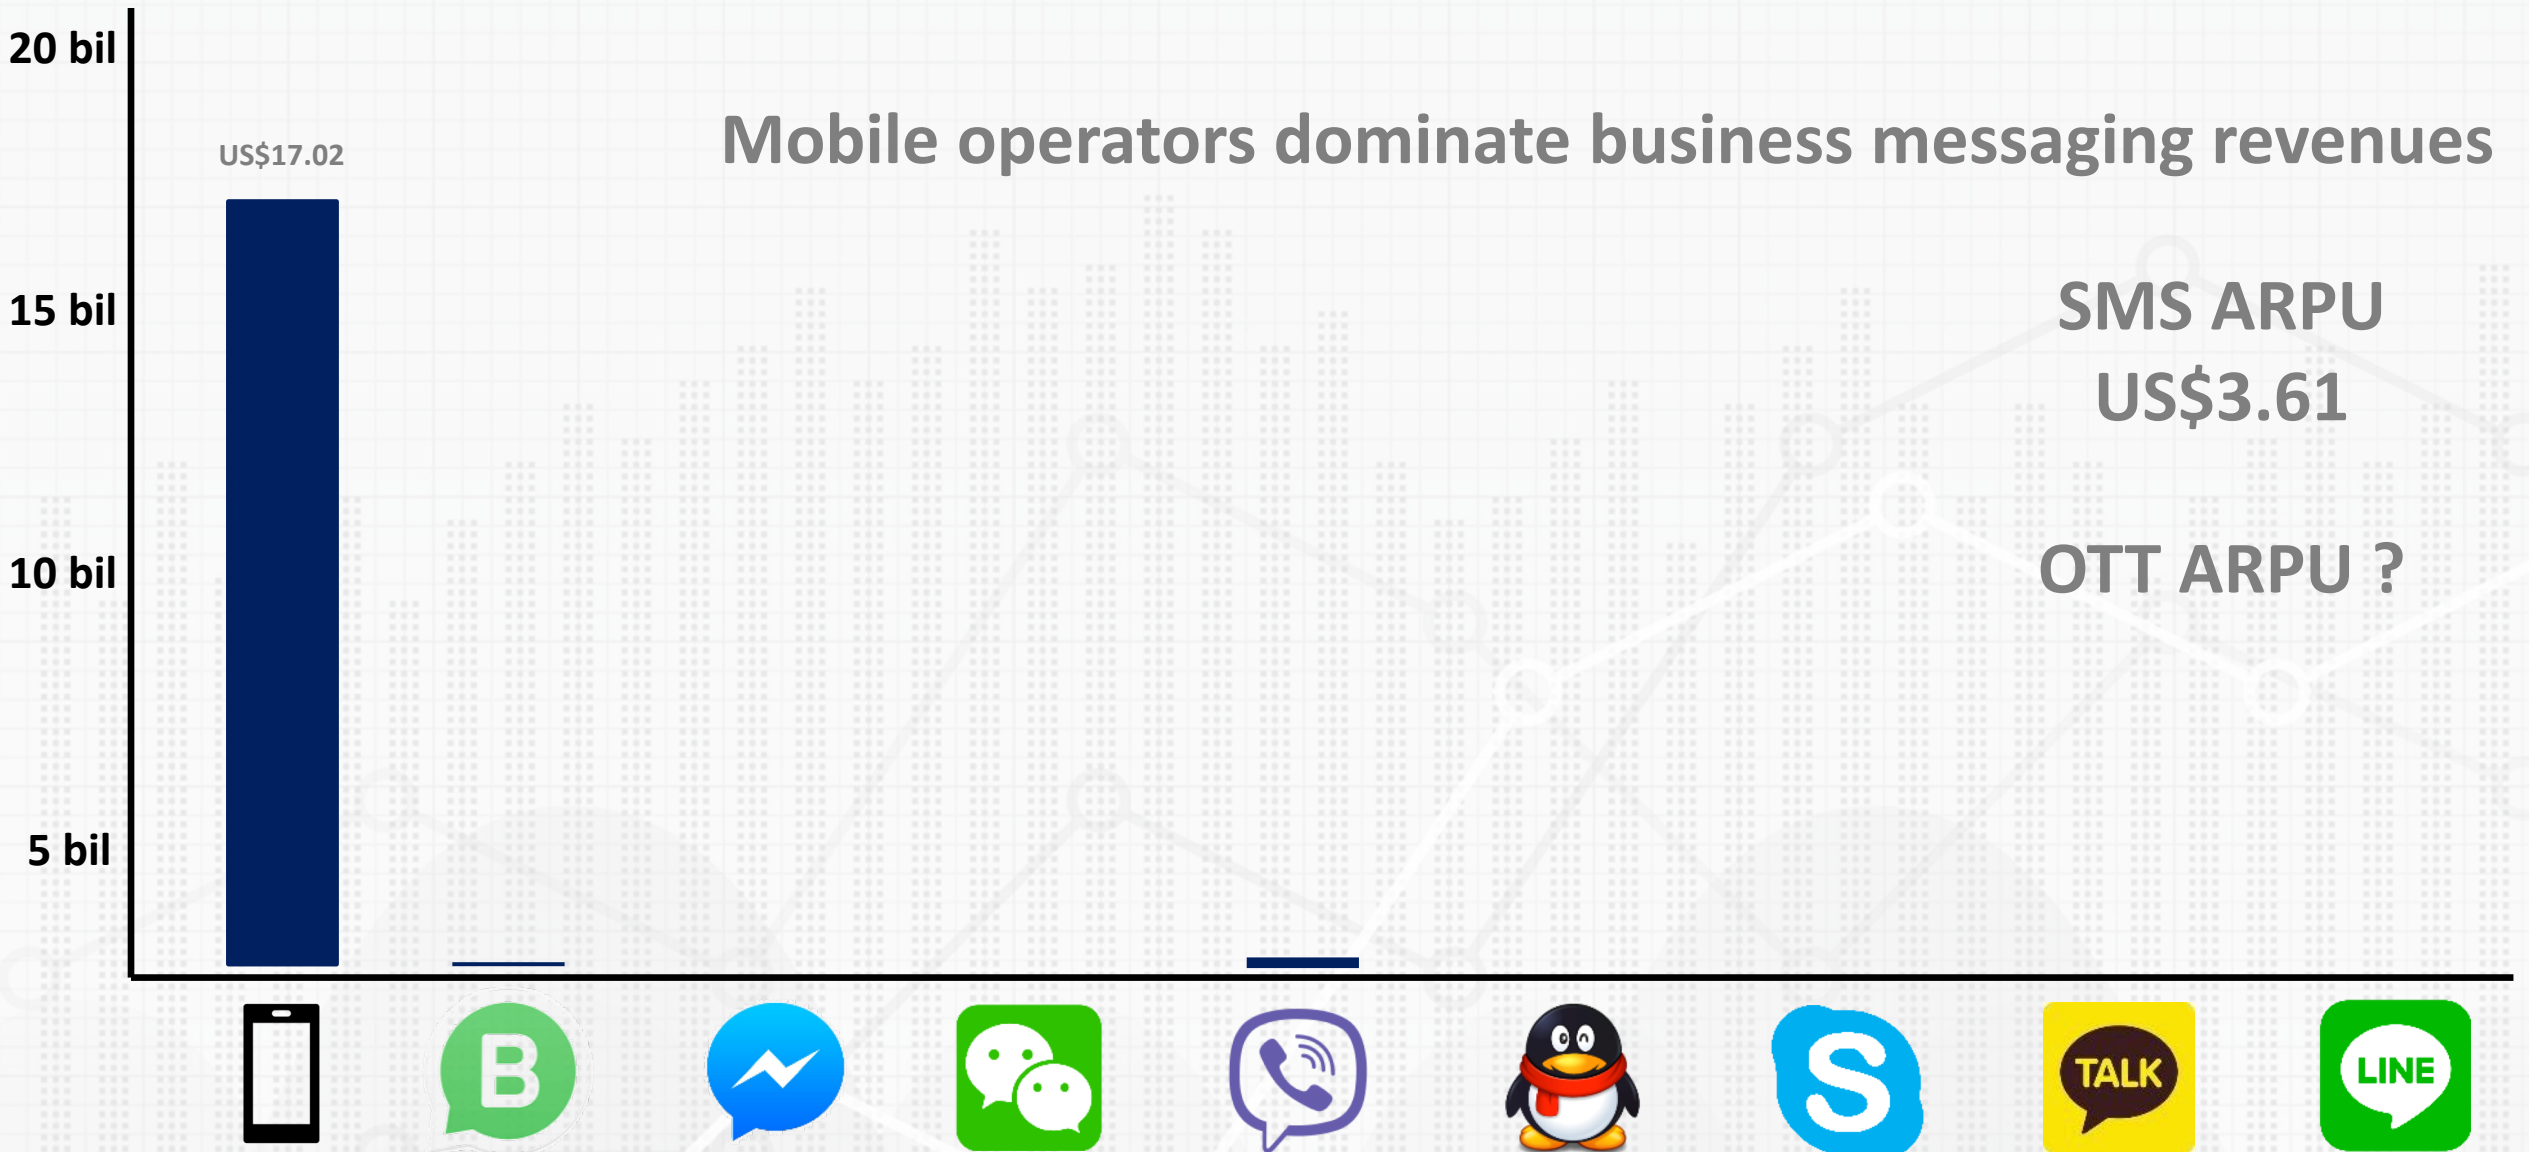 20 bil
Mobile operators dominate business messaging revenues
US$17.02
15 bil
SMS ARPU
US$3.61
10 bil
OTT ARPU ?
5 bil
B
S
TALK
LINE